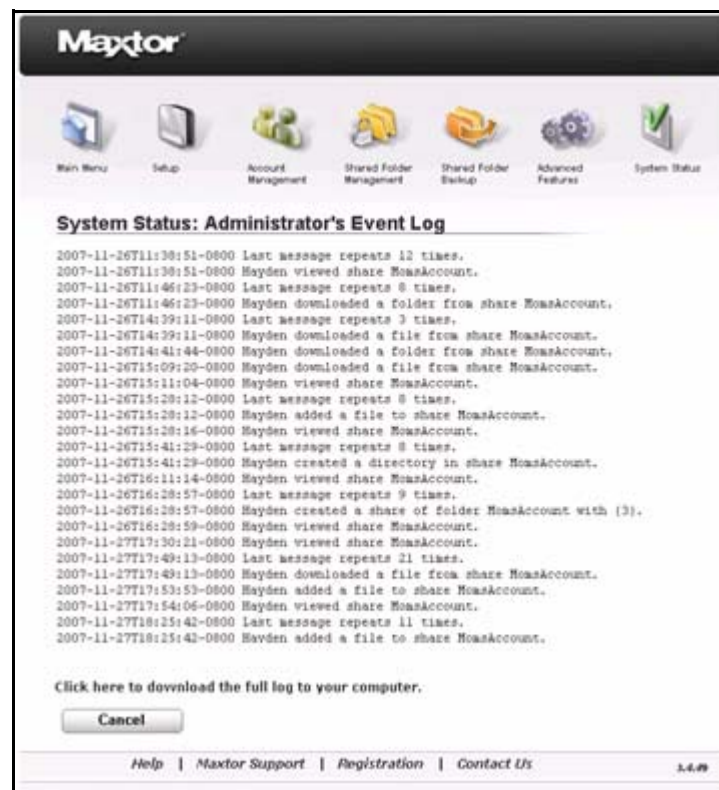 Maxtor
Main Menu
Setup
Account Management
Shared Folder Management
Shared Folder Backup
Advanced Features
System Status
System Status: Administrator's Event Log
2007-11-26T11:38:51-0800 Last message repeats 12 times.
2007-11-26T11:38:51-0800 Hayden viewed share MomsAccount.
2007-11-26T11:46:23-0800 Last message repeats 8 times.
2007-11-26T11:46:23-0800 Hayden downloaded a folder from share MomsAccount.
2007-11-26T14:39:11-0800 Last message repeats 3 times.
2007-11-26T14:39:11-0800 Hayden downloaded a file from share MomsAccount.
2007-11-26T14:41:44-0800 Hayden downloaded a folder from share MomsAccount.
2007-11-26T15:09:20-0800 Hayden downloaded a file from share MomsAccount.
2007-11-26T15:11:04-0800 Hayden viewed share MomsAccount.
2007-11-26T15:28:12-0800 Last message repeats 8 times.
2007-11-26T15:28:12-0800 Hayden added a file to share MomsAccount.
2007-11-26T15:28:16-0800 Hayden viewed share MomsAccount.
2007-11-26T15:41:29-0800 Last message repeats 8 times.
2007-11-26T15:41:29-0800 Hayden created a directory in share MomsAccount.
2007-11-26T16:11:14-0800 Hayden viewed share MomsAccount.
2007-11-26T16:28:57-0800 Last message repeats 9 times.
2007-11-26T16:28:57-0800 Hayden created a share of folder MomsAccount with (3).
2007-11-26T16:28:59-0800 Hayden viewed share MomsAccount.
2007-11-27T17:30:21-0800 Hayden viewed share MomsAccount.
2007-11-27T17:49:13-0800 Last message repeats 21 times.
2007-11-27T17:49:13-0800 Hayden downloaded a file from share MomsAccount.
2007-11-27T17:53:53-0800 Hayden added a file to share MomsAccount.
2007-11-27T17:54:06-0800 Hayden viewed share MomsAccount.
2007-11-27T18:25:42-0800 Last message repeats 11 times.
2007-11-27T18:25:42-0800 Hayden added a file to share MomsAccount.
Click here to download the full log to your computer.
Cancel
Help | Maxtor Support | Registration | Contact Us